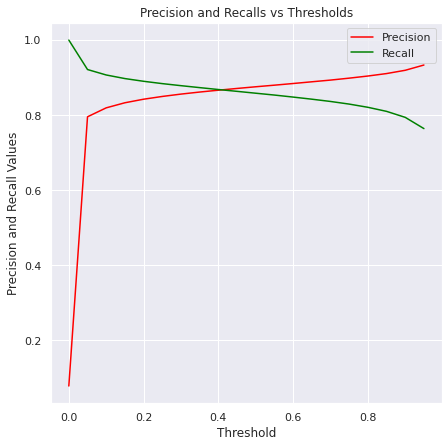 Precision and Recalls vs Thresholds
Precision
Recall
Precision and Recall Values
1.0
0.8
0.6
0.4
0.2
0.0
0.2
0.4
0.6
0.8
Threshold